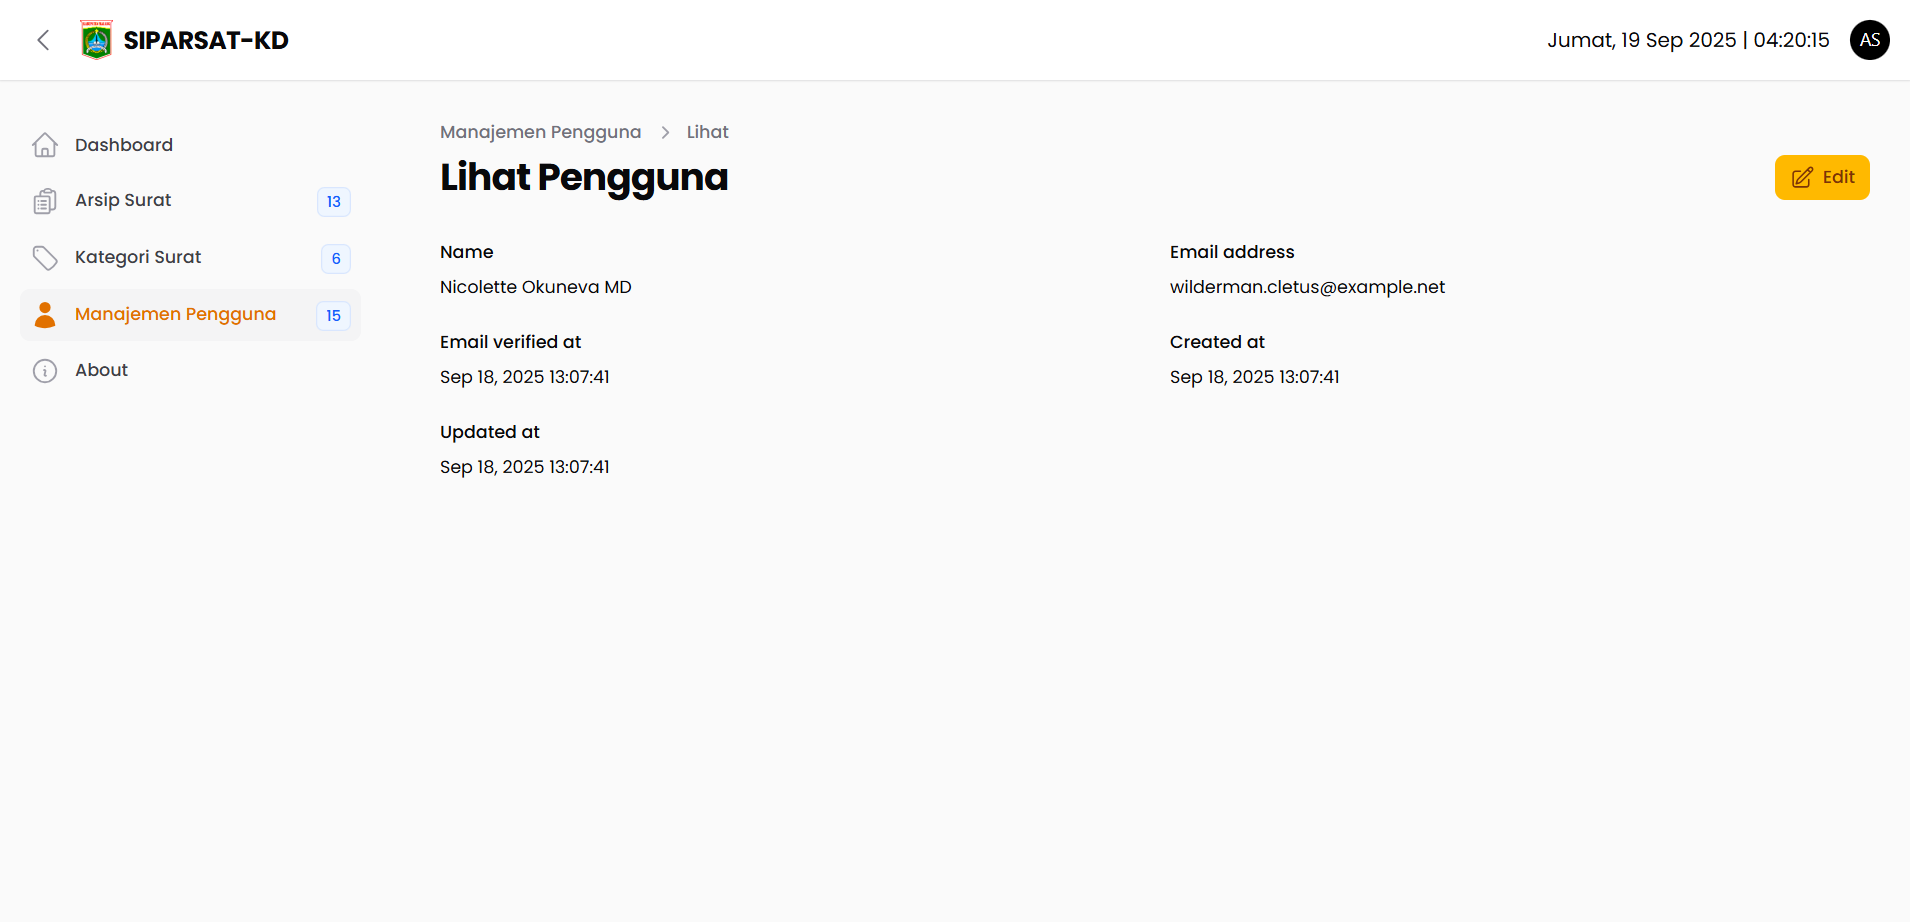 SIPARSAT-KD
Jumat, 19 Sep 2025 | 04:20:15
AS
Dashboard
Arsip Surat 13
Kategori Surat 6
Manajemen Pengguna 15
About
Manajemen Pengguna > Lihat
Lihat Pengguna
Edit
Name
Nicolette Okuneva MD
Email address
wilderman.cletus@example.net
Email verified at
Sep 18, 2025 13:07:41
Created at
Sep 18, 2025 13:07:41
Updated at
Sep 18, 2025 13:07:41